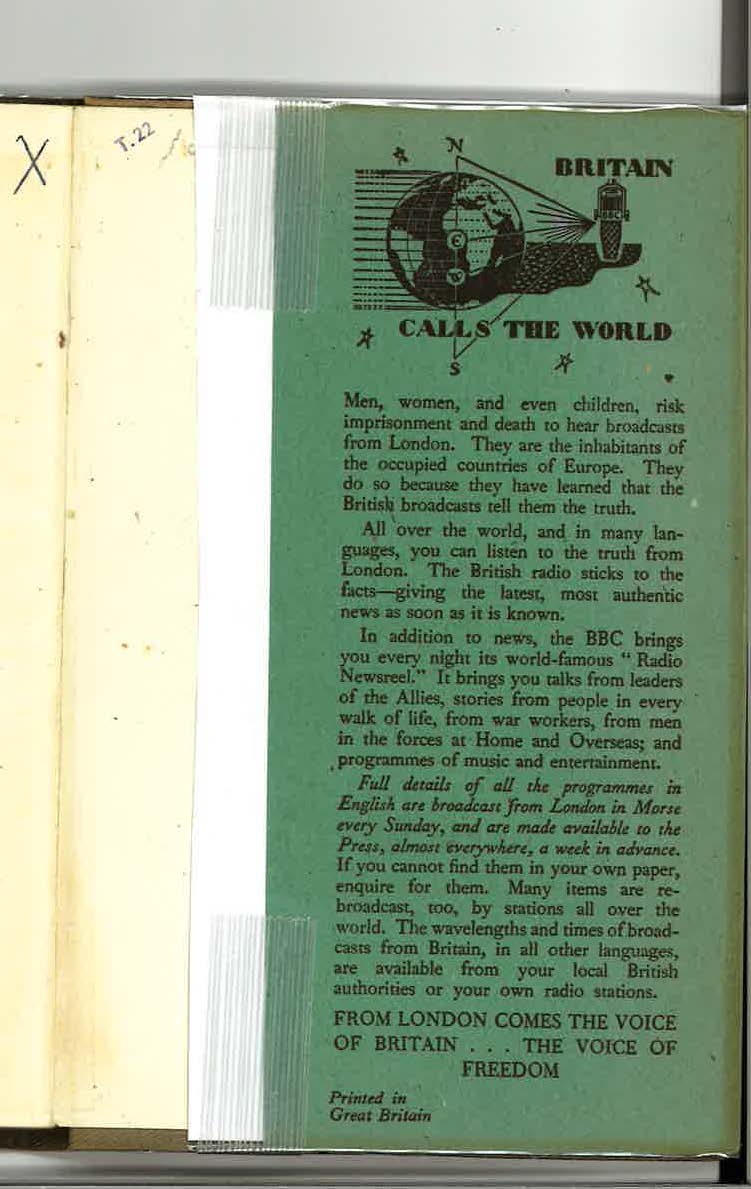 X
T.22
N
BRITAIN
BBC
C
CALLS THE WORLD
S
Men, women, and even children, risk
imprisonment and death to hear broadcasts
from London. They are the inhabitants of
the occupied countries of Europe. They
do so because they have learned that the
British broadcasts tell them the truth.
All over the world, and in many lan-
guages, you can listen to the truth from
London. The British radio sticks to the
facts—giving the latest, most authentic
news as soon as it is known.
In addition to news, the BBC brings
you every night its world-famous “ Radio
Newsreel.” It brings you talks from leaders
of the Allies, stories from people in every
walk of life, from war workers, from men
in the forces at Home and Overseas; and
programmes of music and entertainment.
Full details of all the programmes in
English are broadcast from London in Morse
every Sunday, and are made available to the
Press, almost everywhere, a week in advance.
If you cannot find them in your own paper,
enquire for them. Many items are re-
broadcast, too, by stations all over the
world. The wavelengths and times of broad-
casts from Britain, in all other languages,
are available from your local British
authorities or your own radio stations.
FROM LONDON COMES THE VOICE
OF BRITAIN . . . THE VOICE OF
FREEDOM
Printed in
Great Britain